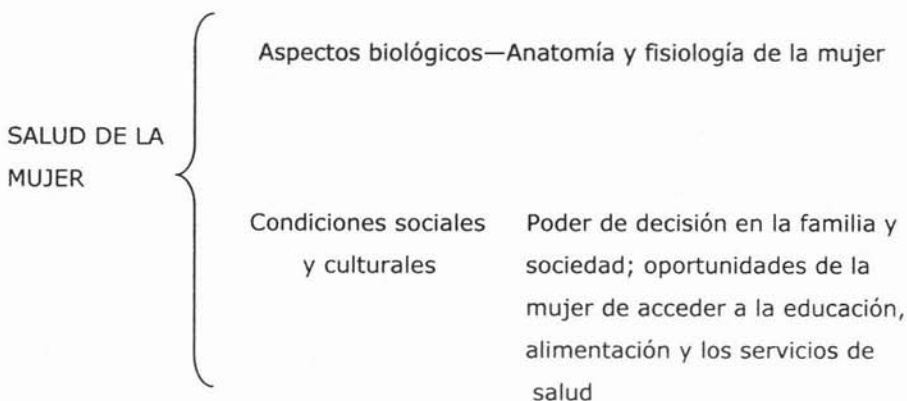 Aspectos biológicos—Anatomía y fisiología de la mujer
SALUD DE LA
MUJER
Condiciones sociales
y culturales
Poder de decisión en la familia y
sociedad; oportunidades de la
mujer de acceder a la educación,
alimentación y los servicios de
salud